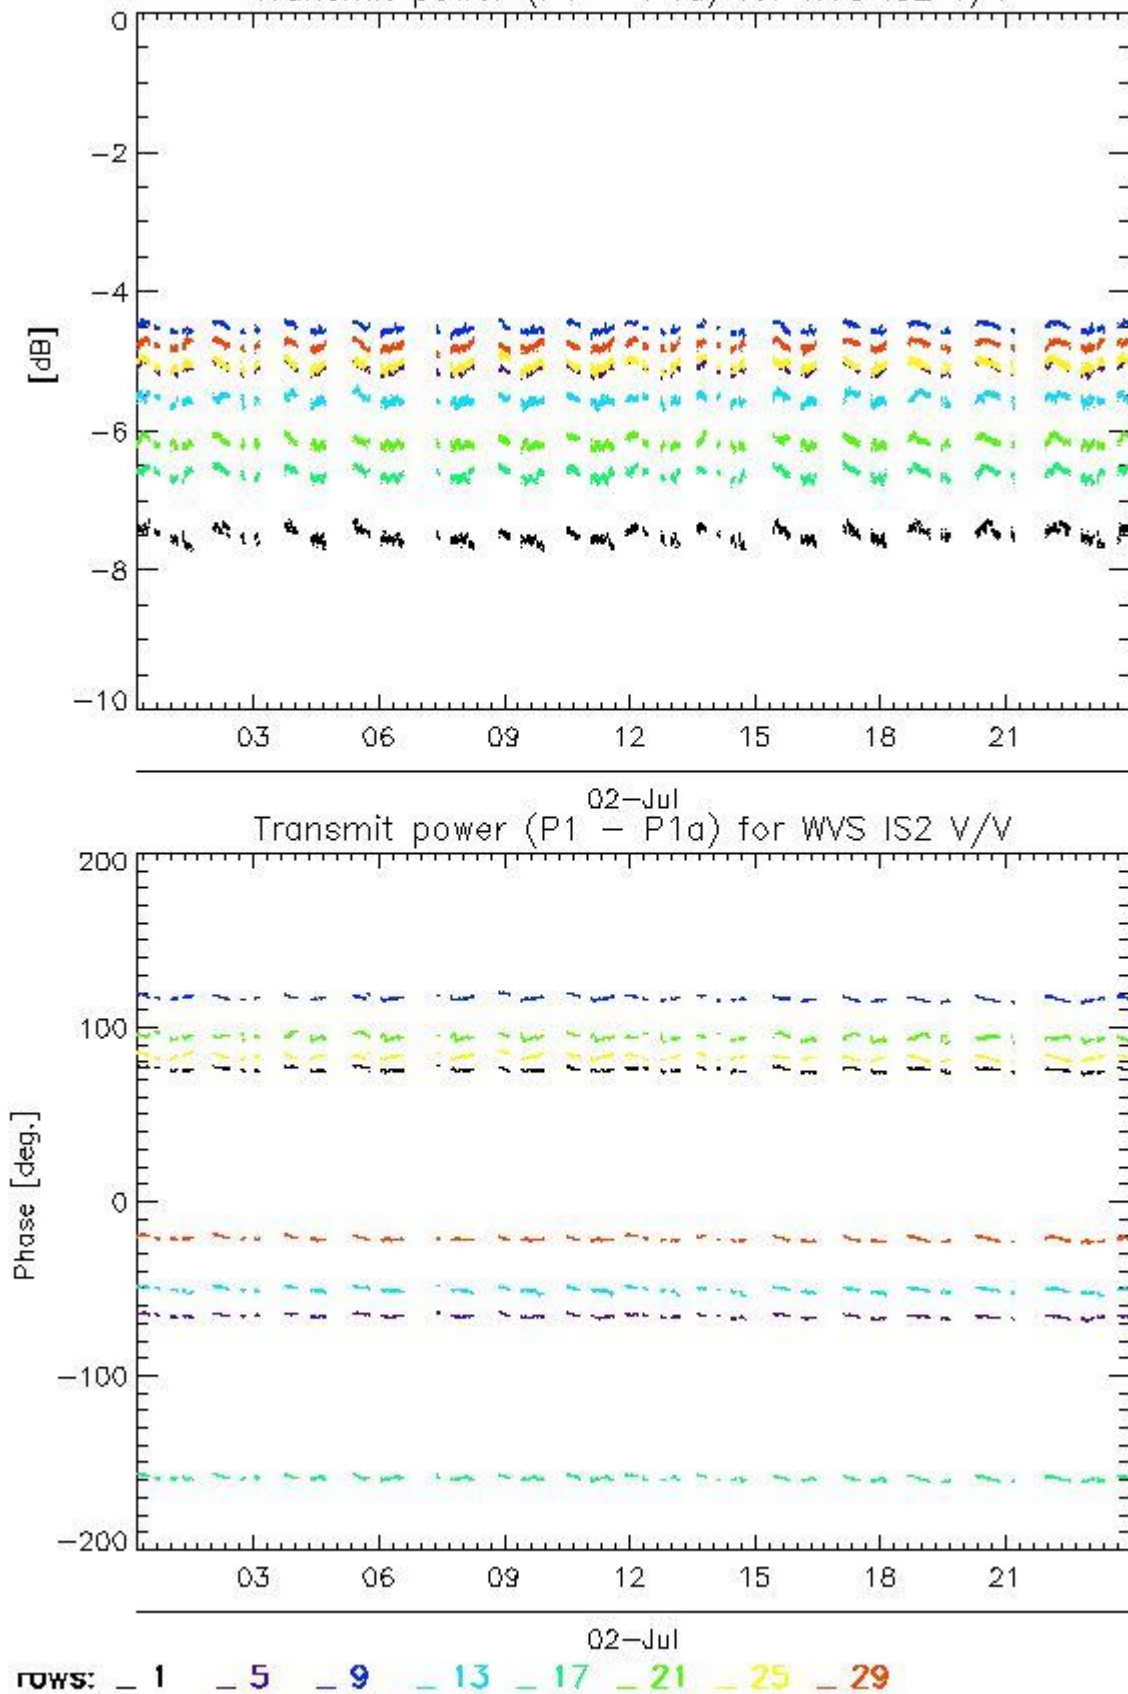 0
−2
−4
[dB]
−6
−8
−10
03 06 09 12 15 18 21
02−Jul
Transmit power (P1 − P1a) for WVS IS2 V/V
200
100
Phase [deg.]
0
−100
−200
03 06 09 12 15 18 21
02−Jul
rows: _ 1 _ 5 _ 9 _ 13 _ 17 _ 21 _ 25 _ 29